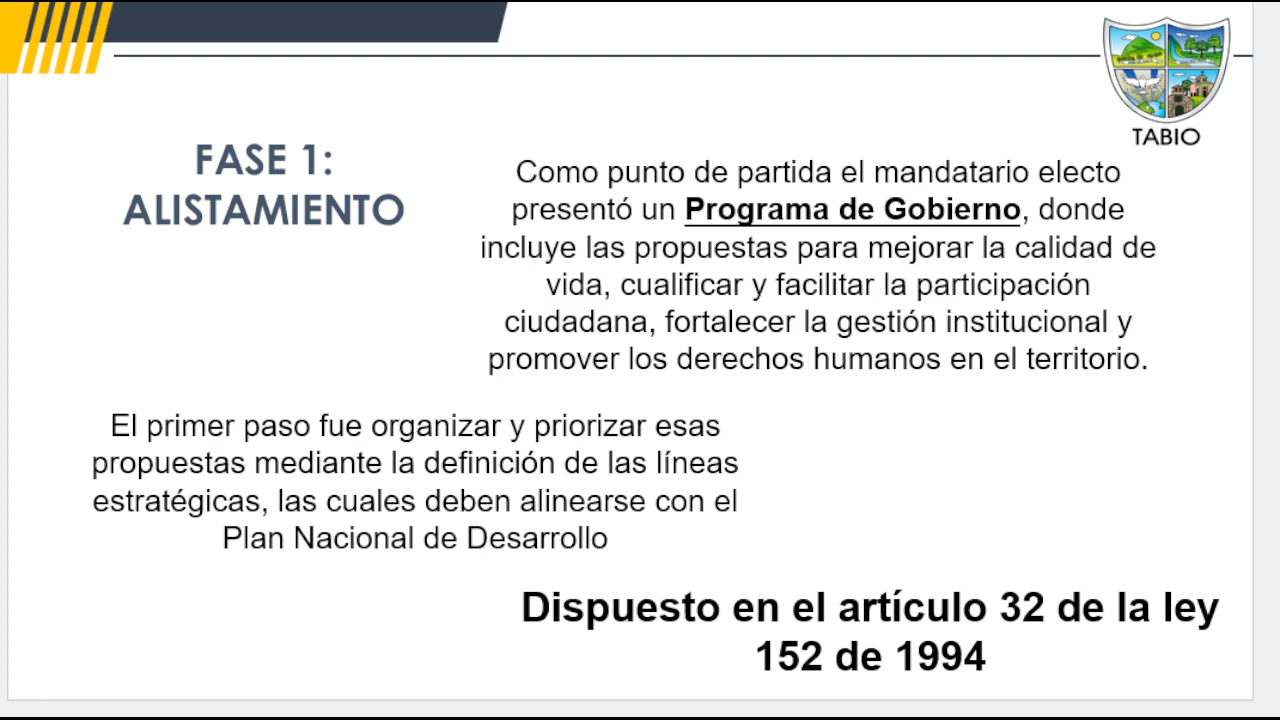 TABIO
FASE 1:
ALISTAMIENTO
Como punto de partida el mandatario electo
presentó un Programa de Gobierno, donde
incluye las propuestas para mejorar la calidad de
vida, cualificar y facilitar la participación
ciudadana, fortalecer la gestión institucional y
promover los derechos humanos en el territorio.
El primer paso fue organizar y priorizar esas
propuestas mediante la definición de las líneas
estratégicas, las cuales deben alinearse con el
Plan Nacional de Desarrollo
Dispuesto en el artículo 32 de la ley
152 de 1994